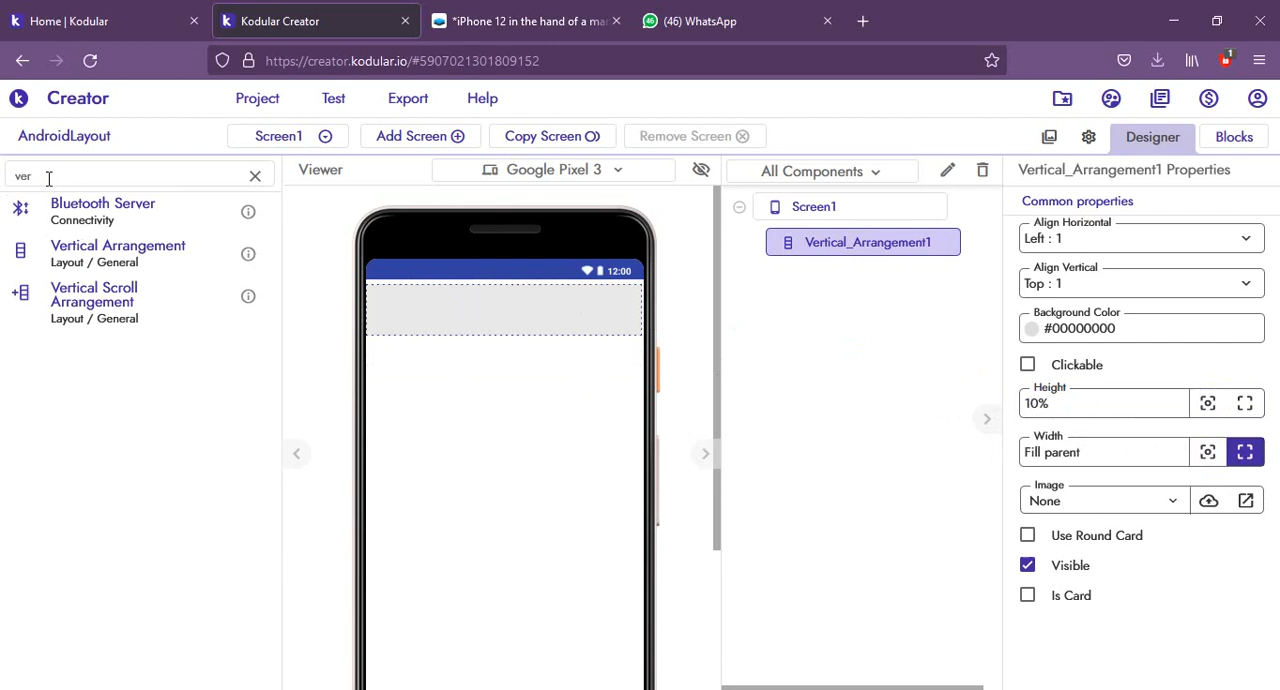 Home | Kodular
Kodular Creator
*iPhone 12 in the hand of a mar
46
(46) WhatsApp
https://creator.kodular.io/#5907021301809152
1
Creator
Project
Test
Export
Help
AndroidLayout
Screen1
Add Screen
Copy Screen
Remove Screen
Designer
Blocks
ver
Viewer
Google Pixel 3
All Components
Vertical_Arrangement1 Properties
Bluetooth Server
Connectivity
Vertical Arrangement
Layout / General
Vertical Scroll
Arrangement
Layout / General
12:00
Screen1
Vertical_Arrangement1
Common properties
Align Horizontal
Left : 1
Align Vertical
Top : 1
Background Color
#00000000
Clickable
Height
10%
Width
Fill parent
Image
None
Use Round Card
Visible
Is Card